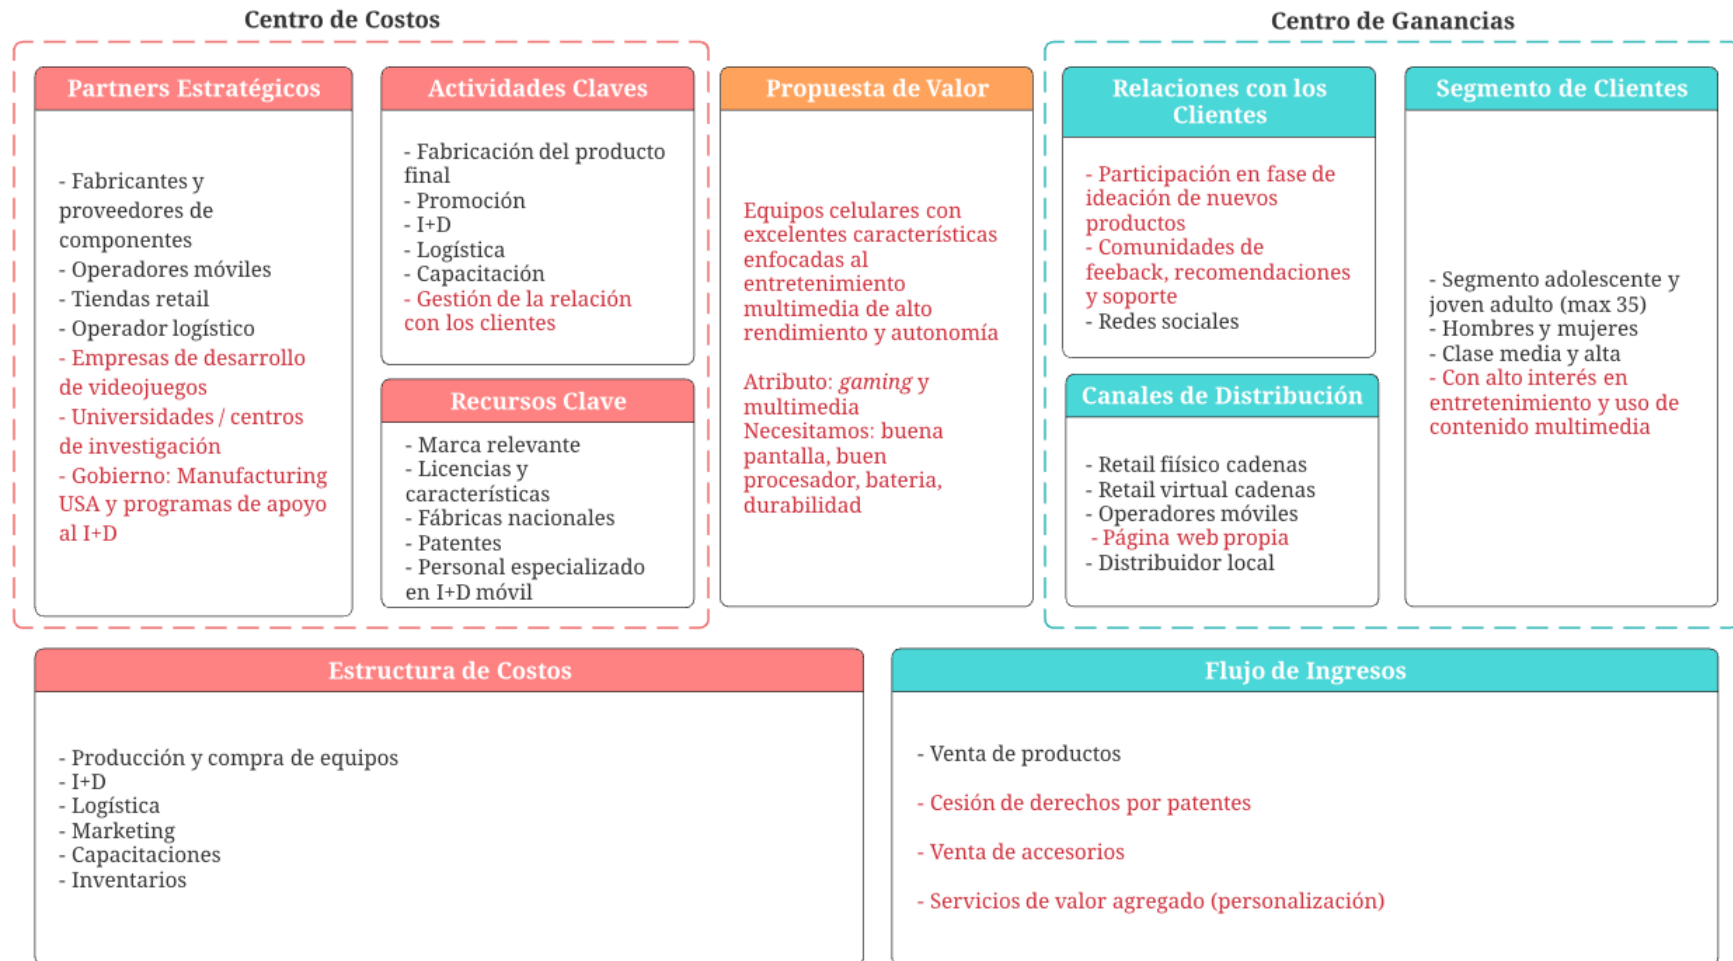 Centro de Costos
Centro de Ganancias
Partners Estratégicos
- Fabricantes y
proveedores de
componentes
- Operadores móviles
- Tiendas retail
- Operador logístico
- Empresas de desarrollo
de videojuegos
- Universidades / centros
de investigación
- Gobierno: Manufacturing
USA y programas de apoyo
al I+D
Actividades Claves
- Fabricación del producto
final
- Promoción
- I+D
- Logística
- Capacitación
- Gestión de la relación
con los clientes
Recursos Clave
- Marca relevante
- Licencias y
características
- Fábricas nacionales
- Patentes
- Personal especializado
en I+D móvil
Propuesta de Valor
Equipos celulares con
excelentes características
enfocadas al
entretenimiento
multimedia de alto
rendimiento y autonomía
Atributo: gaming y
multimedia
Necesitamos: buena
pantalla, buen
procesador, bateria,
durabilidad
Relaciones con los
Clientes
- Participación en fase de
ideación de nuevos
productos
- Comunidades de
feeback, recomendaciones
y soporte
- Redes sociales
Canales de Distribución
- Retail fiísico cadenas
- Retail virtual cadenas
- Operadores móviles
- Página web propia
- Distribuidor local
Segmento de Clientes
- Segmento adolescente y
joven adulto (max 35)
- Hombres y mujeres
- Clase media y alta
- Con alto interés en
entretenimiento y uso de
contenido multimedia
Estructura de Costos
- Producción y compra de equipos
- I+D
- Logística
- Marketing
- Capacitaciones
- Inventarios
Flujo de Ingresos
- Venta de productos
- Cesión de derechos por patentes
- Venta de accesorios
- Servicios de valor agregado (personalización)